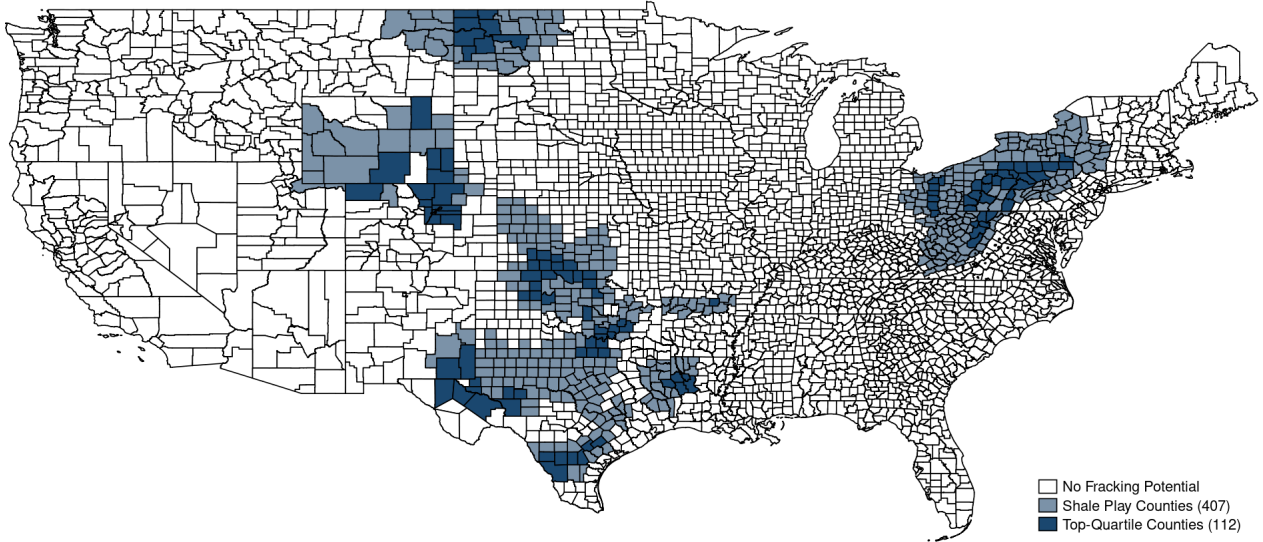 No Fracking Potential
Shale Play Counties (407)
Top-Quartile Counties (112)